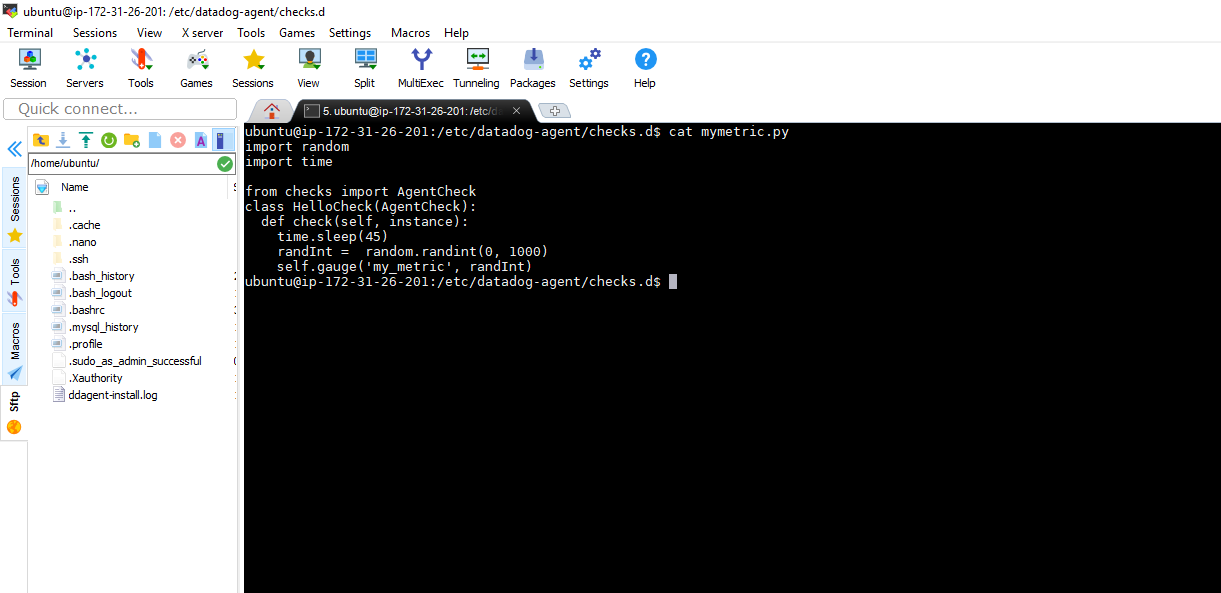 ubuntu@ip-172-31-26-201: /etc/datadog-agent/checks.d
Terminal Sessions View X server Tools Games Settings Macros Help
Session Servers Tools Games Sessions View Split MultiExec Tunneling Packages Settings Help
Quick connect...
5. ubuntu@ip-172-31-26-201: /etc/d
/home/ubuntu/
Name
..
.cache
.nano
.ssh
.bash_history
.bash_logout
.bashrc
.mysql_history
.profile
.sudo_as_admin_successful
.Xauthority
ddagent-install.log
Sessions
Tools
Macros
Sftp
ubuntu@ip-172-31-26-201:/etc/datadog-agent/checks.d$ cat mymetric.py
import random
import time
from checks import AgentCheck
class HelloCheck(AgentCheck):
  def check(self, instance):
    time.sleep(45)
    randInt =  random.randint(0, 1000)
    self.gauge('my_metric', randInt)
ubuntu@ip-172-31-26-201:/etc/datadog-agent/checks.d$